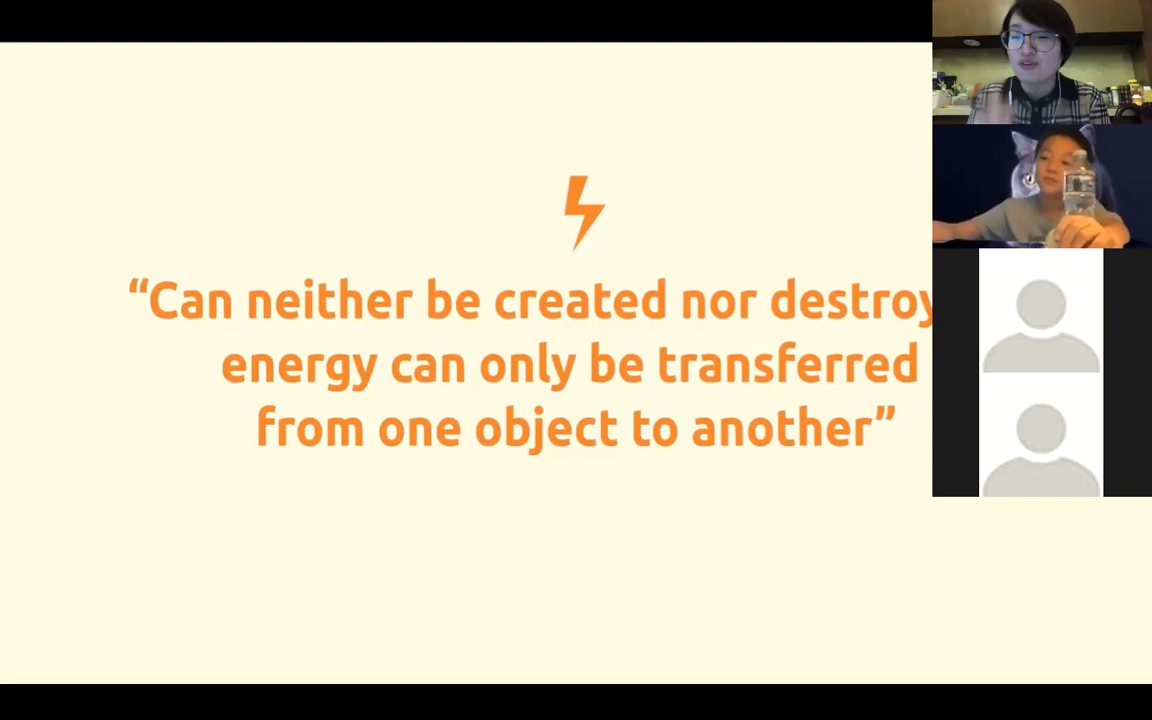 “Can neither be created nor destroy
energy can only be transferred
from one object to another”